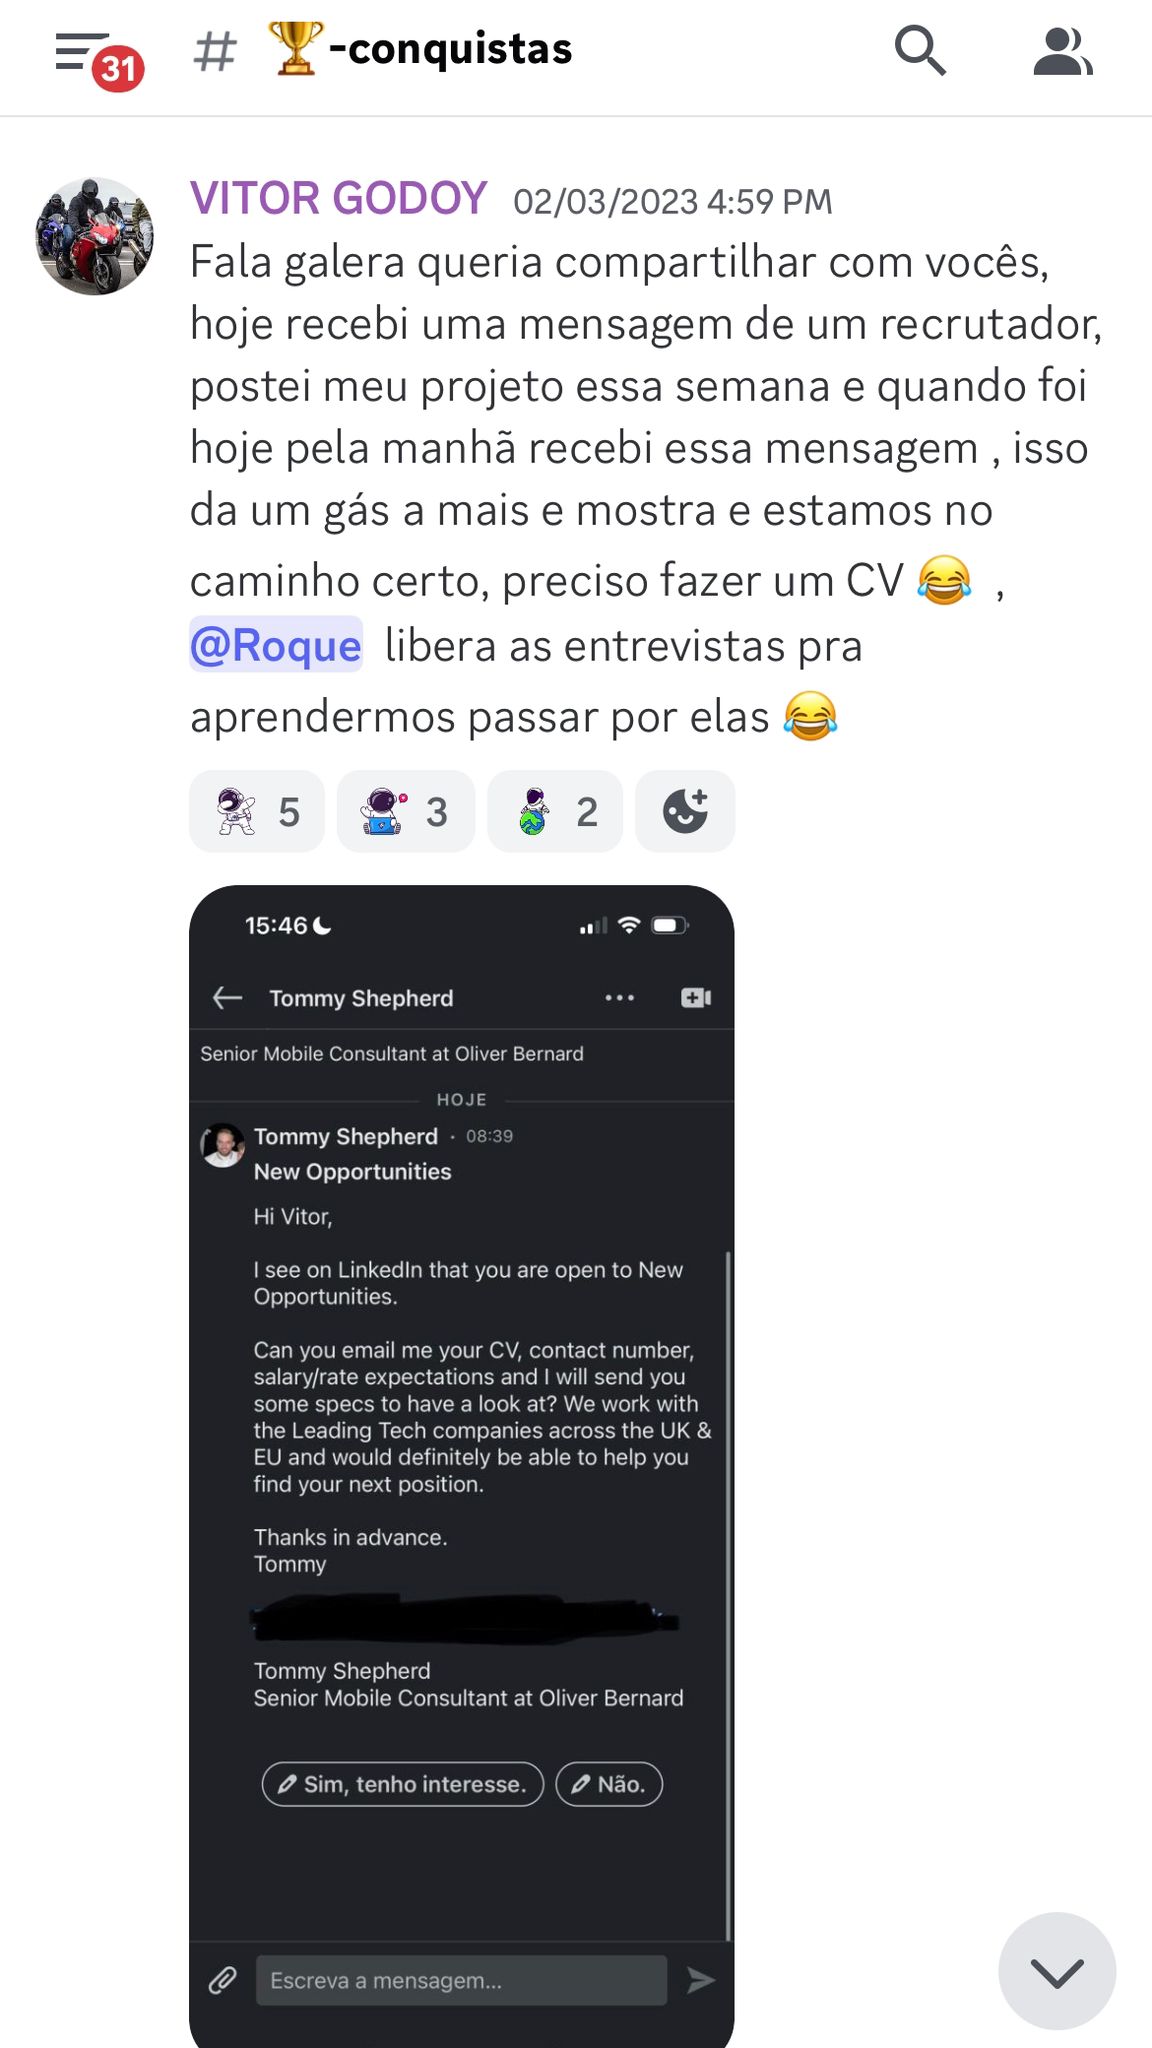 31
# 🏆-conquistas
VITOR GODOY 02/03/2023 4:59 PM
Fala galera queria compartilhar com vocês,
hoje recebi uma mensagem de um recrutador,
postei meu projeto essa semana e quando foi
hoje pela manhã recebi essa mensagem , isso
da um gás a mais e mostra e estamos no
caminho certo, preciso fazer um CV 😂 ,
@Roque libera as entrevistas pra
aprendermos passar por elas 😂
5 3 2
15:46
Tommy Shepherd
Senior Mobile Consultant at Oliver Bernard
HOJE
Tommy Shepherd · 08:39
New Opportunities
Hi Vitor,
I see on LinkedIn that you are open to New
Opportunities.
Can you email me your CV, contact number,
salary/rate expectations and I will send you
some specs to have a look at? We work with
the Leading Tech companies across the UK &
EU and would definitely be able to help you
find your next position.
Thanks in advance.
Tommy
Tommy Shepherd
Senior Mobile Consultant at Oliver Bernard
Sim, tenho interesse. Não.
Escreva a mensagem...